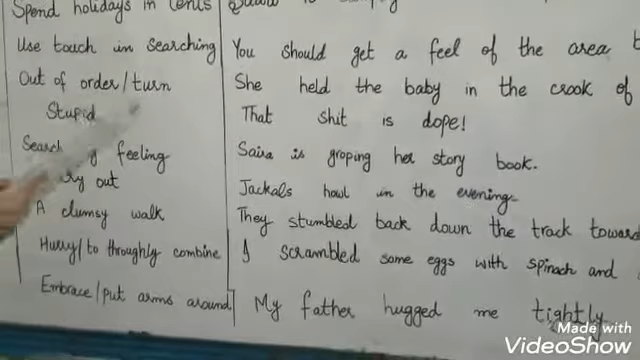 Spend holidays in tents
Use touch in searching You should get a feel of the area
Out of order/turn She held the baby in the crook of
Stupid That shit is dope!
feeling Saira is groping her story book.
out Jackals howl in the evening.
A clumsy walk They stumbled back down the track toward
Hurry/to throughly combine I scrambled some eggs with spinach and
Embrace/put arms around My father hugged me tightly
Made with
VideoShow